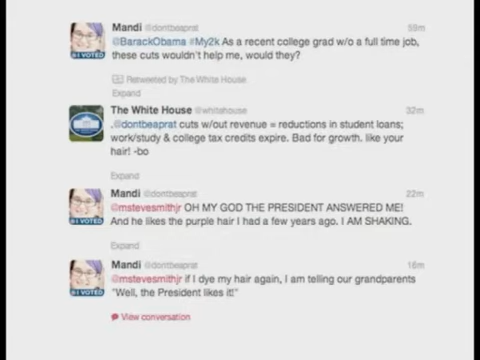 Mandi @dontbeaprat 59m
@BarackObama #My2k As a recent college grad w/o a full time job,
these cuts wouldn't help me, would they?
Retweeted by The White House
Expand
The White House @whitehouse 32m
.@dontbeaprat cuts w/out revenue = reductions in student loans;
work/study & college tax credits expire. Bad for growth. like your
hair! -bo
Expand
Mandi @dontbeaprat 22m
@mstevesmithjr OH MY GOD THE PRESIDENT ANSWERED ME!
And he likes the purple hair I had a few years ago. I AM SHAKING.
Expand
Mandi @dontbeaprat 16m
@mstevesmithjr if I dye my hair again, I am telling our grandparents
"Well, the President likes it!"
View conversation
I VOTED
I VOTED
I VOTED